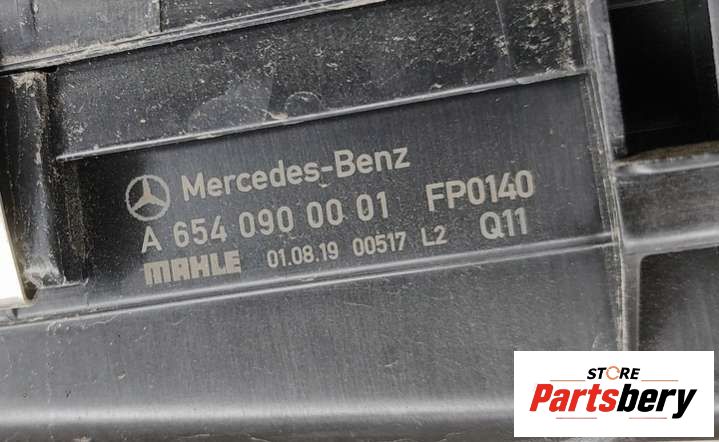 Mercedes-Benz
A 654 090 00 01 FP0140
MAHLE 01.08.19 00517 L2 Q11
STORE
Partsbery